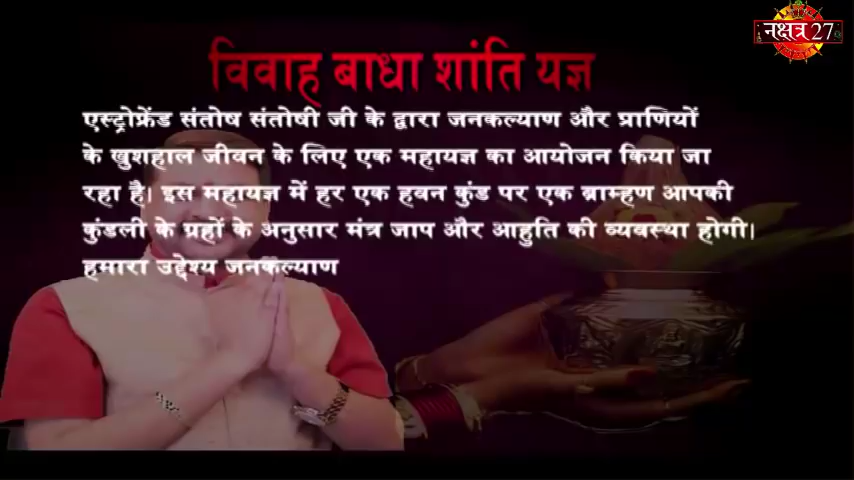 नक्षत्र 27
विवाह बाधा शांति यज्ञ
एस्ट्रोफ्रेंड संतोष संतोषी जी के द्वारा जनकल्याण और प्राणियों
के खुशहाल जीवन के लिए एक महायज्ञ का आयोजन किया जा
रहा है। इस महायज्ञ में हर एक हवन कुंड पर एक ब्राम्हण आपकी
कुंडली के ग्रहों के अनुसार मंत्र जाप और आहुति की व्यवस्था होगी।
हमारा उद्देश्य जनकल्याण